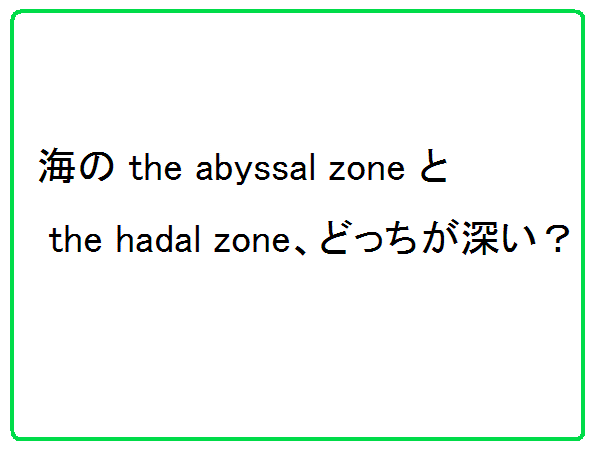 海の the abyssal zone と
the hadal zone、どっちが深い？